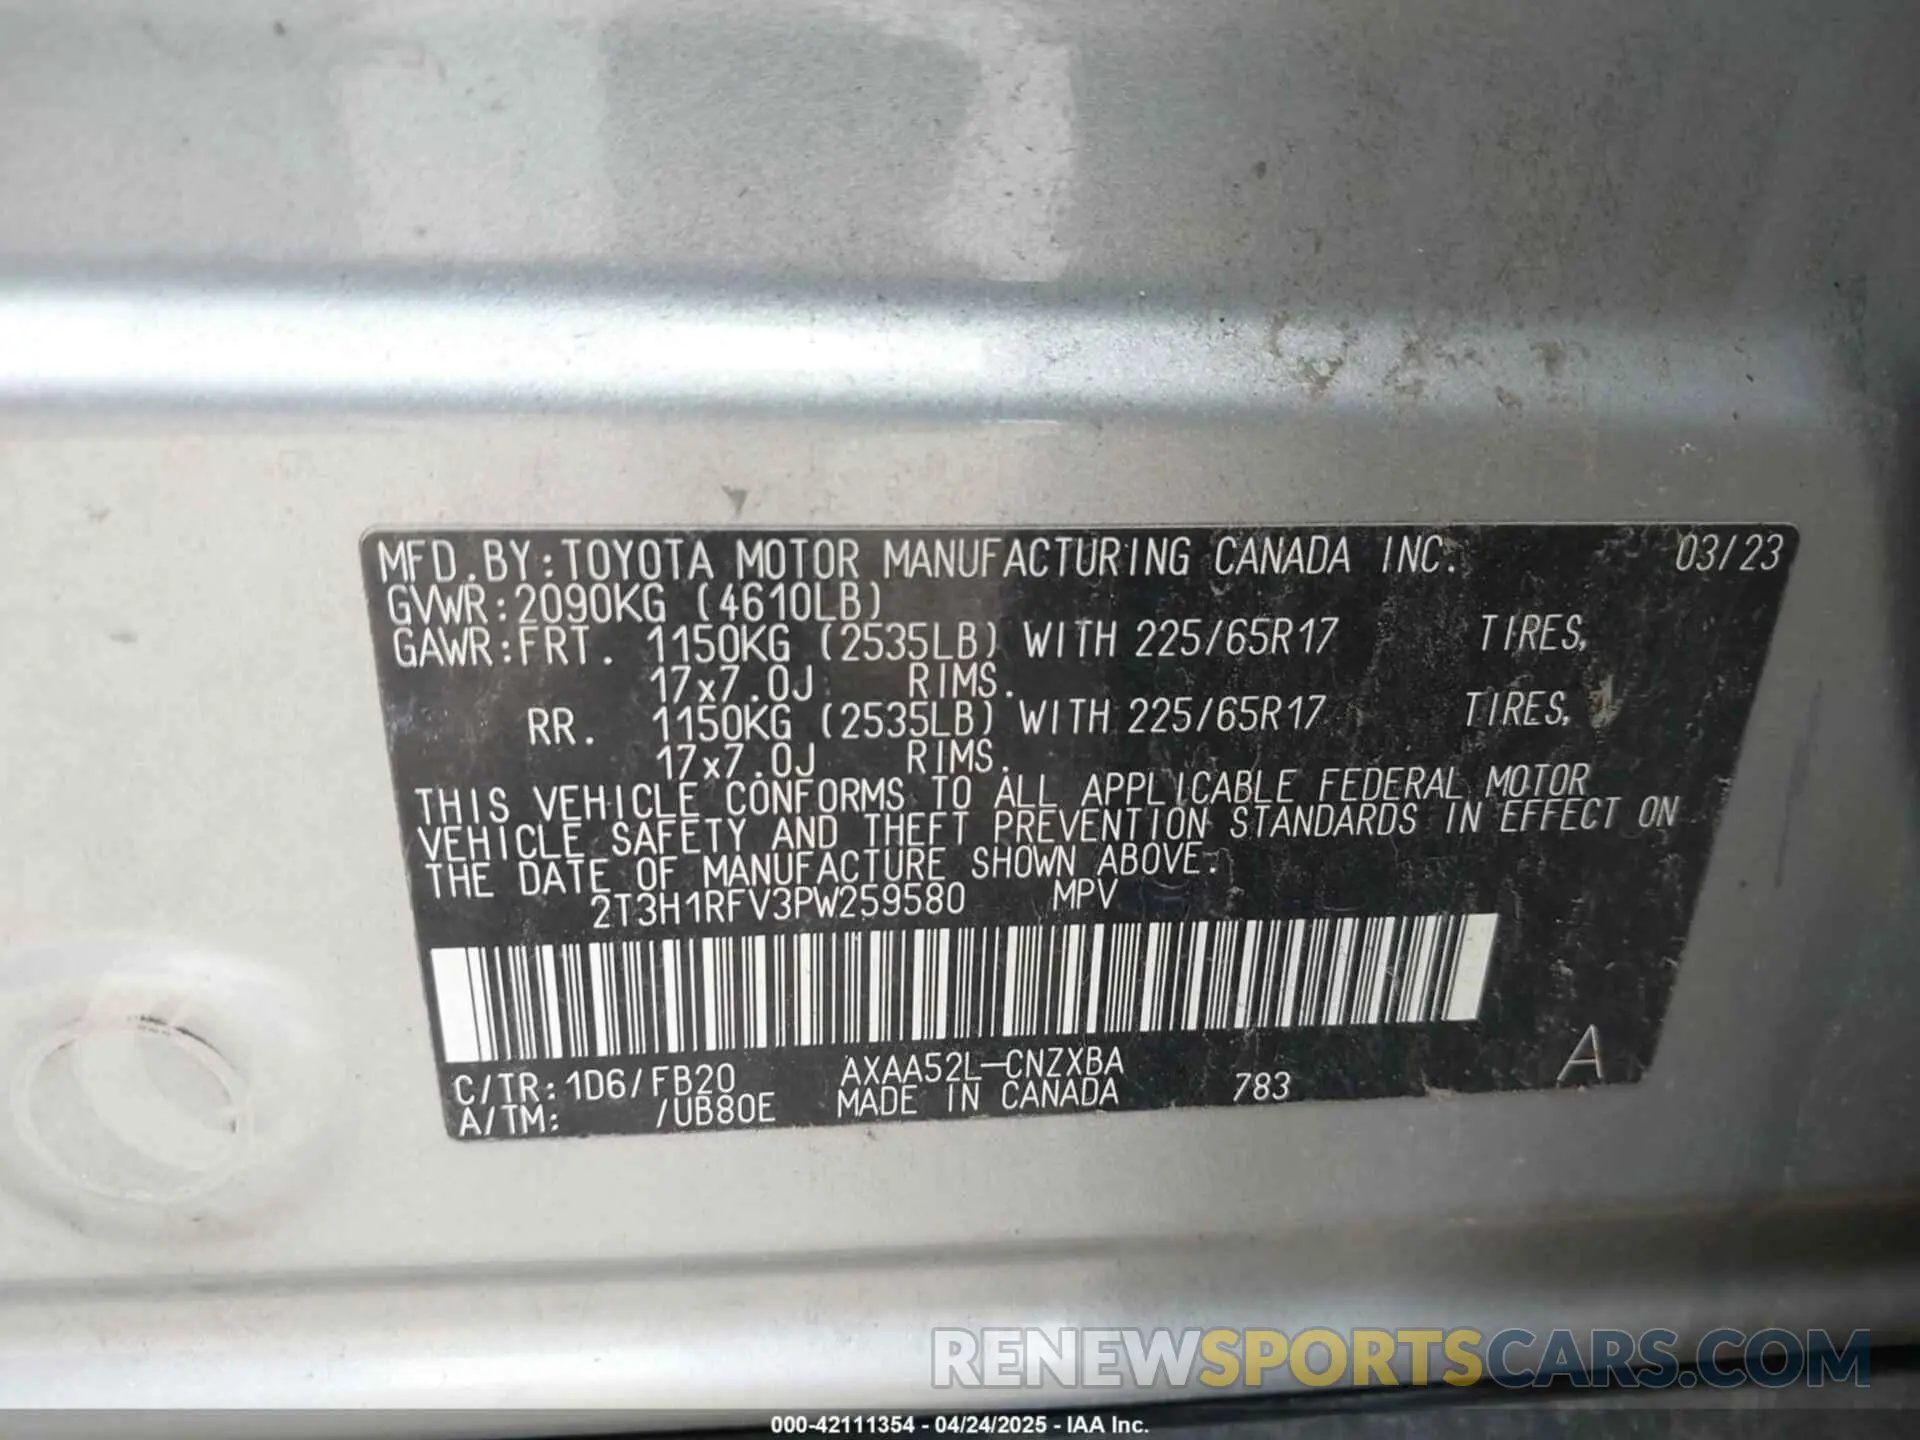 MFD.BY:TOYOTA MOTOR MANUFACTURING CANADA INC. 03/23
GVWR:2090KG (4610LB)
GAWR:FRT. 1150KG (2535LB) WITH 225/65R17 TIRES,
17x7.0J RIMS.
RR. 1150KG (2535LB) WITH 225/65R17 TIRES,
17x7.0J RIMS.
THIS VEHICLE CONFORMS TO ALL APPLICABLE FEDERAL MOTOR
VEHICLE SAFETY AND THEFT PREVENTION STANDARDS IN EFFECT ON
THE DATE OF MANUFACTURE SHOWN ABOVE.
2T3H1RFV3PW259580 MPV
C/TR:1D6/FB20 AXAA52L-CNZXBA A
A/TM: /UB80E MADE IN CANADA 783
RENEWSPORTSCARS.COM
000-42111354 - 04/24/2025 - IAA Inc.